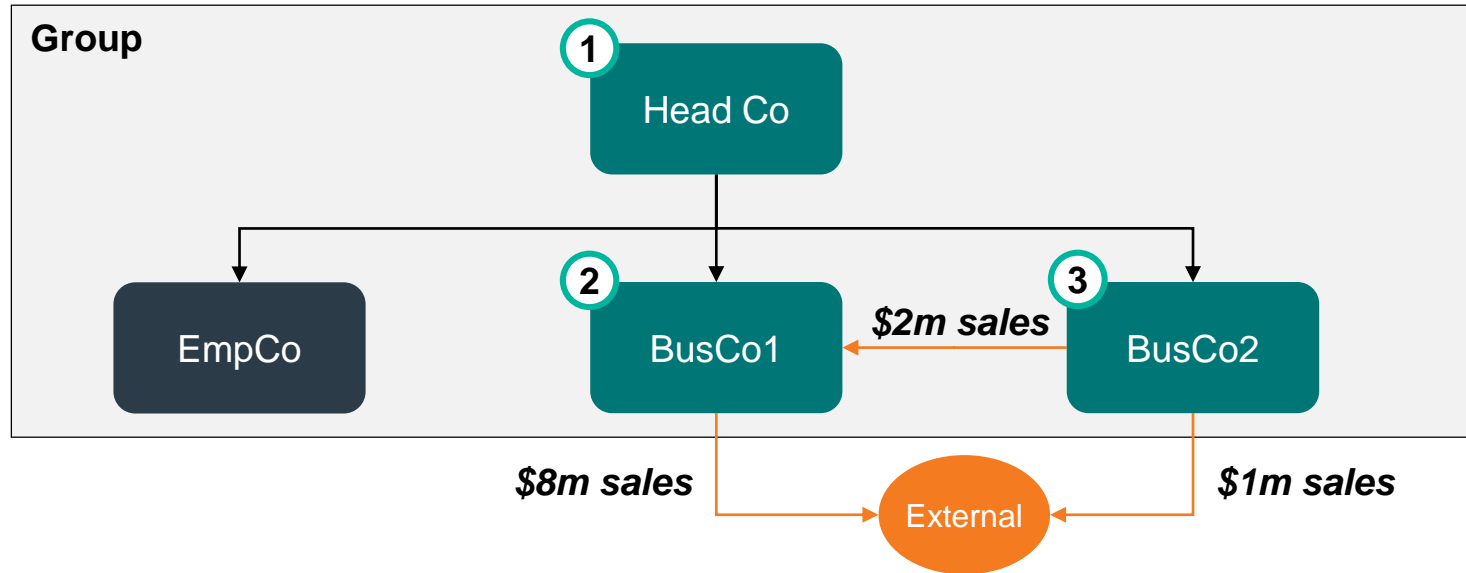 Group
1
Head Co
EmpCo
2
BusCo1
$2m sales
3
BusCo2
$8m sales
External
$1m sales